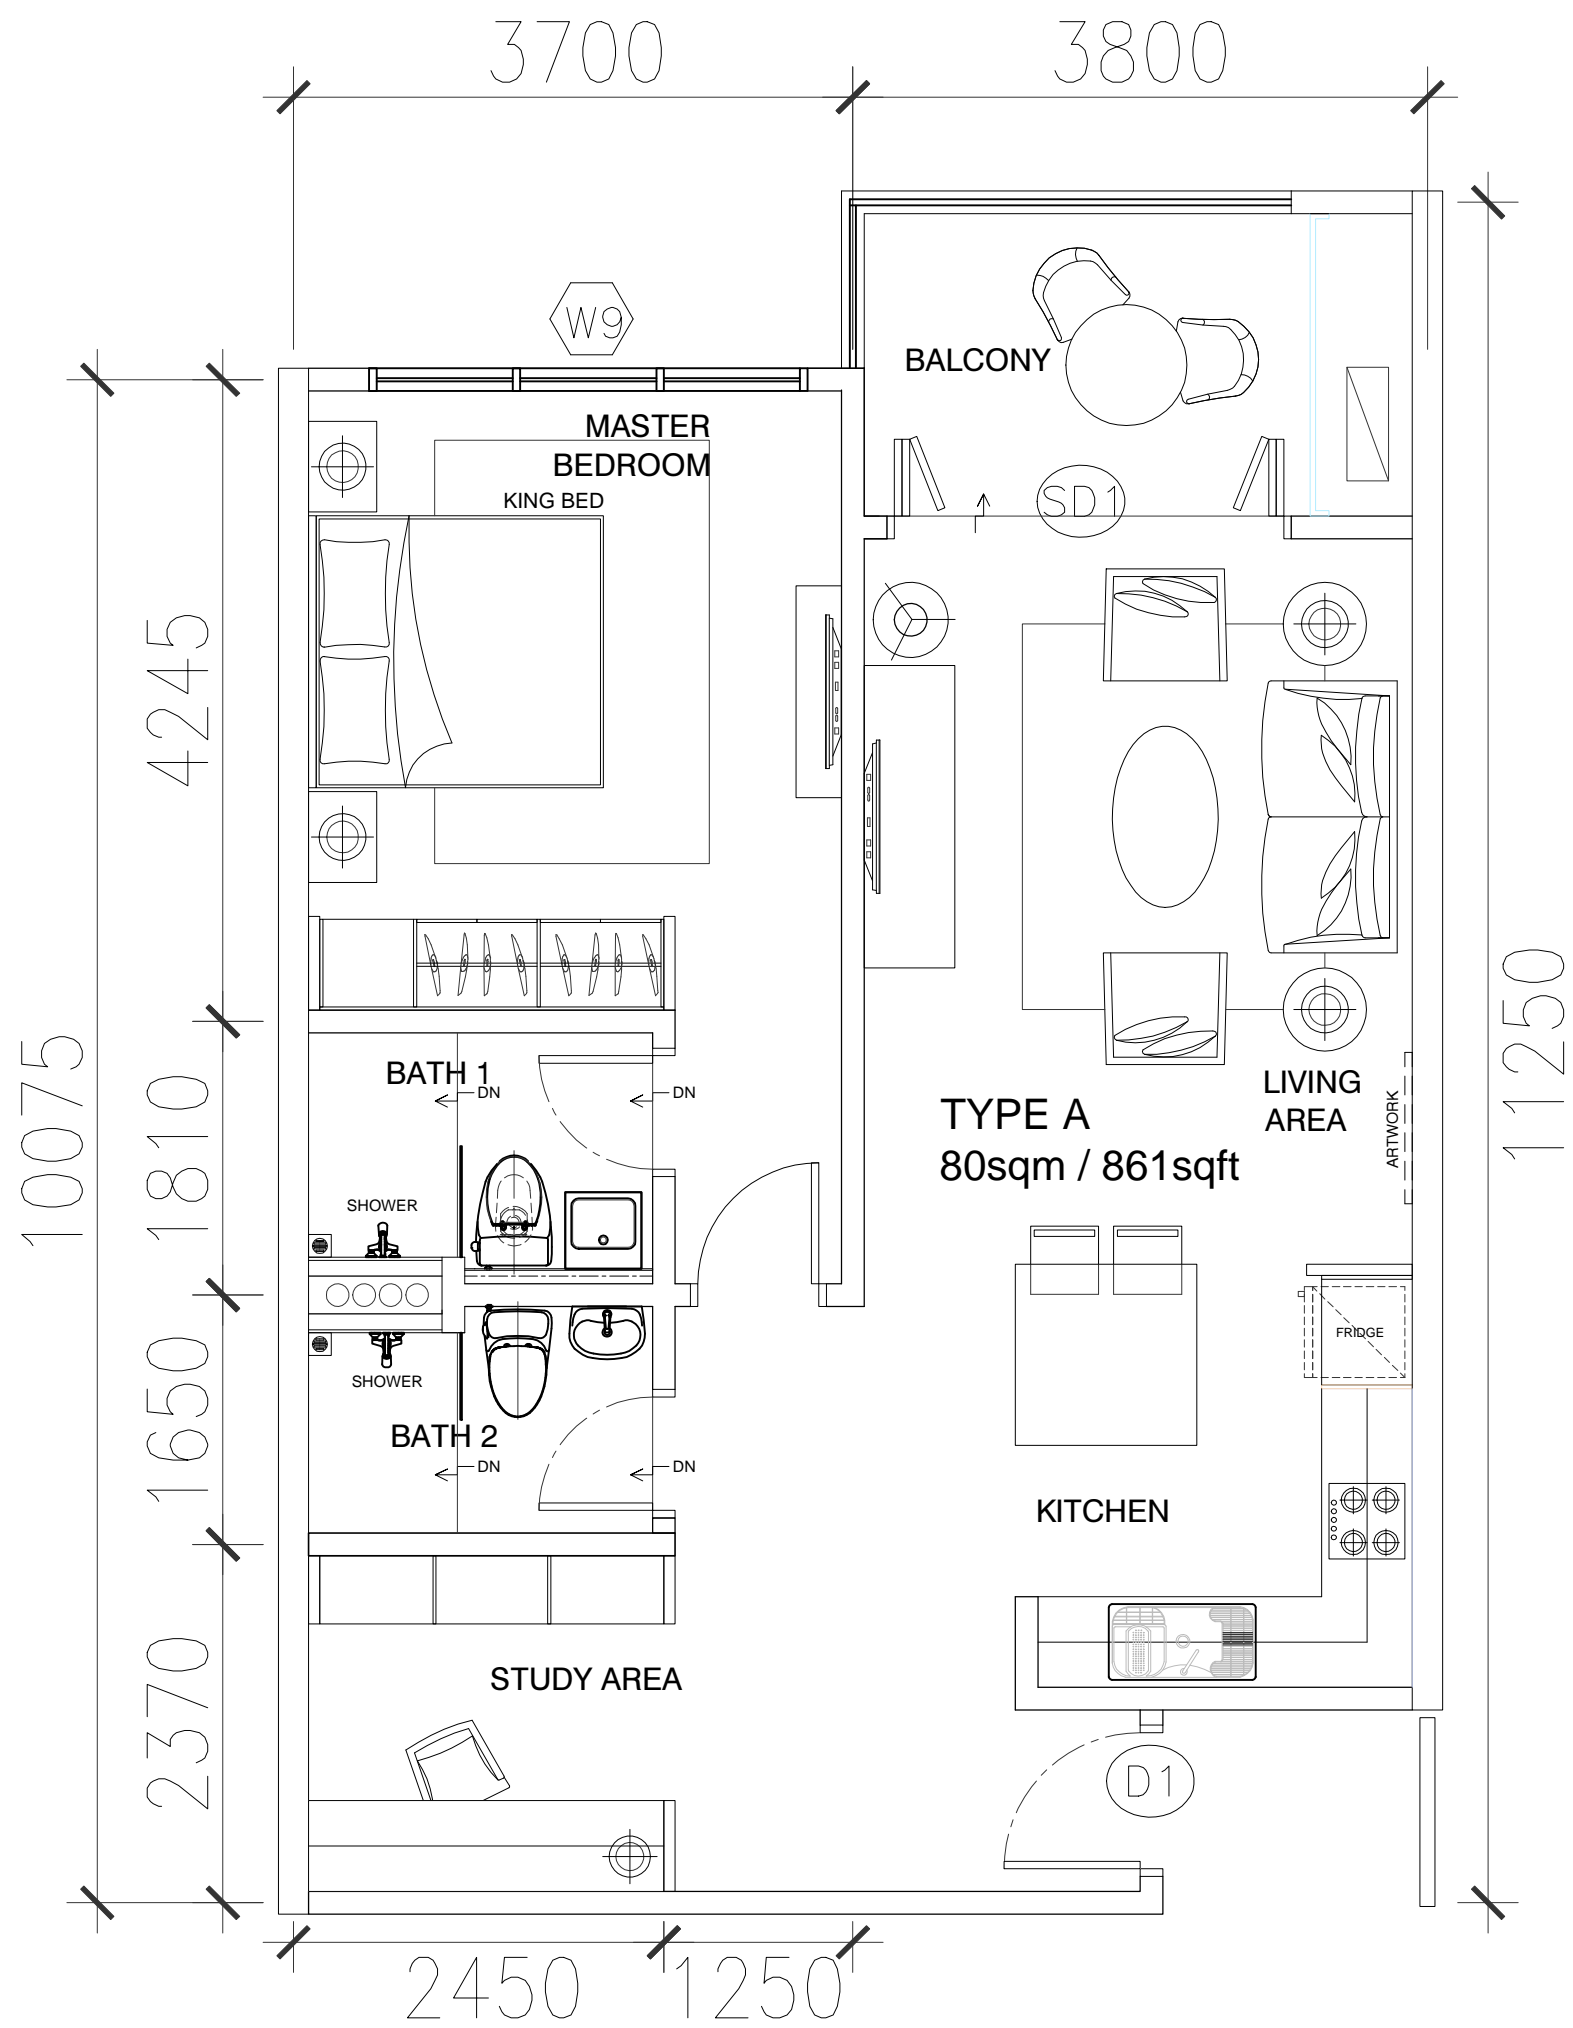 3700
3800
W9
BALCONY
MASTER
BEDROOM
KING BED
SD1
4245
10075
11250
1810
BATH 1
DN
DN
LIVING
AREA
ARTWORK
TYPE A
80sqm / 861sqft
SHOWER
FRIDGE
1650
SHOWER
BATH 2
DN
DN
KITCHEN
2370
STUDY AREA
D1
2450
1250